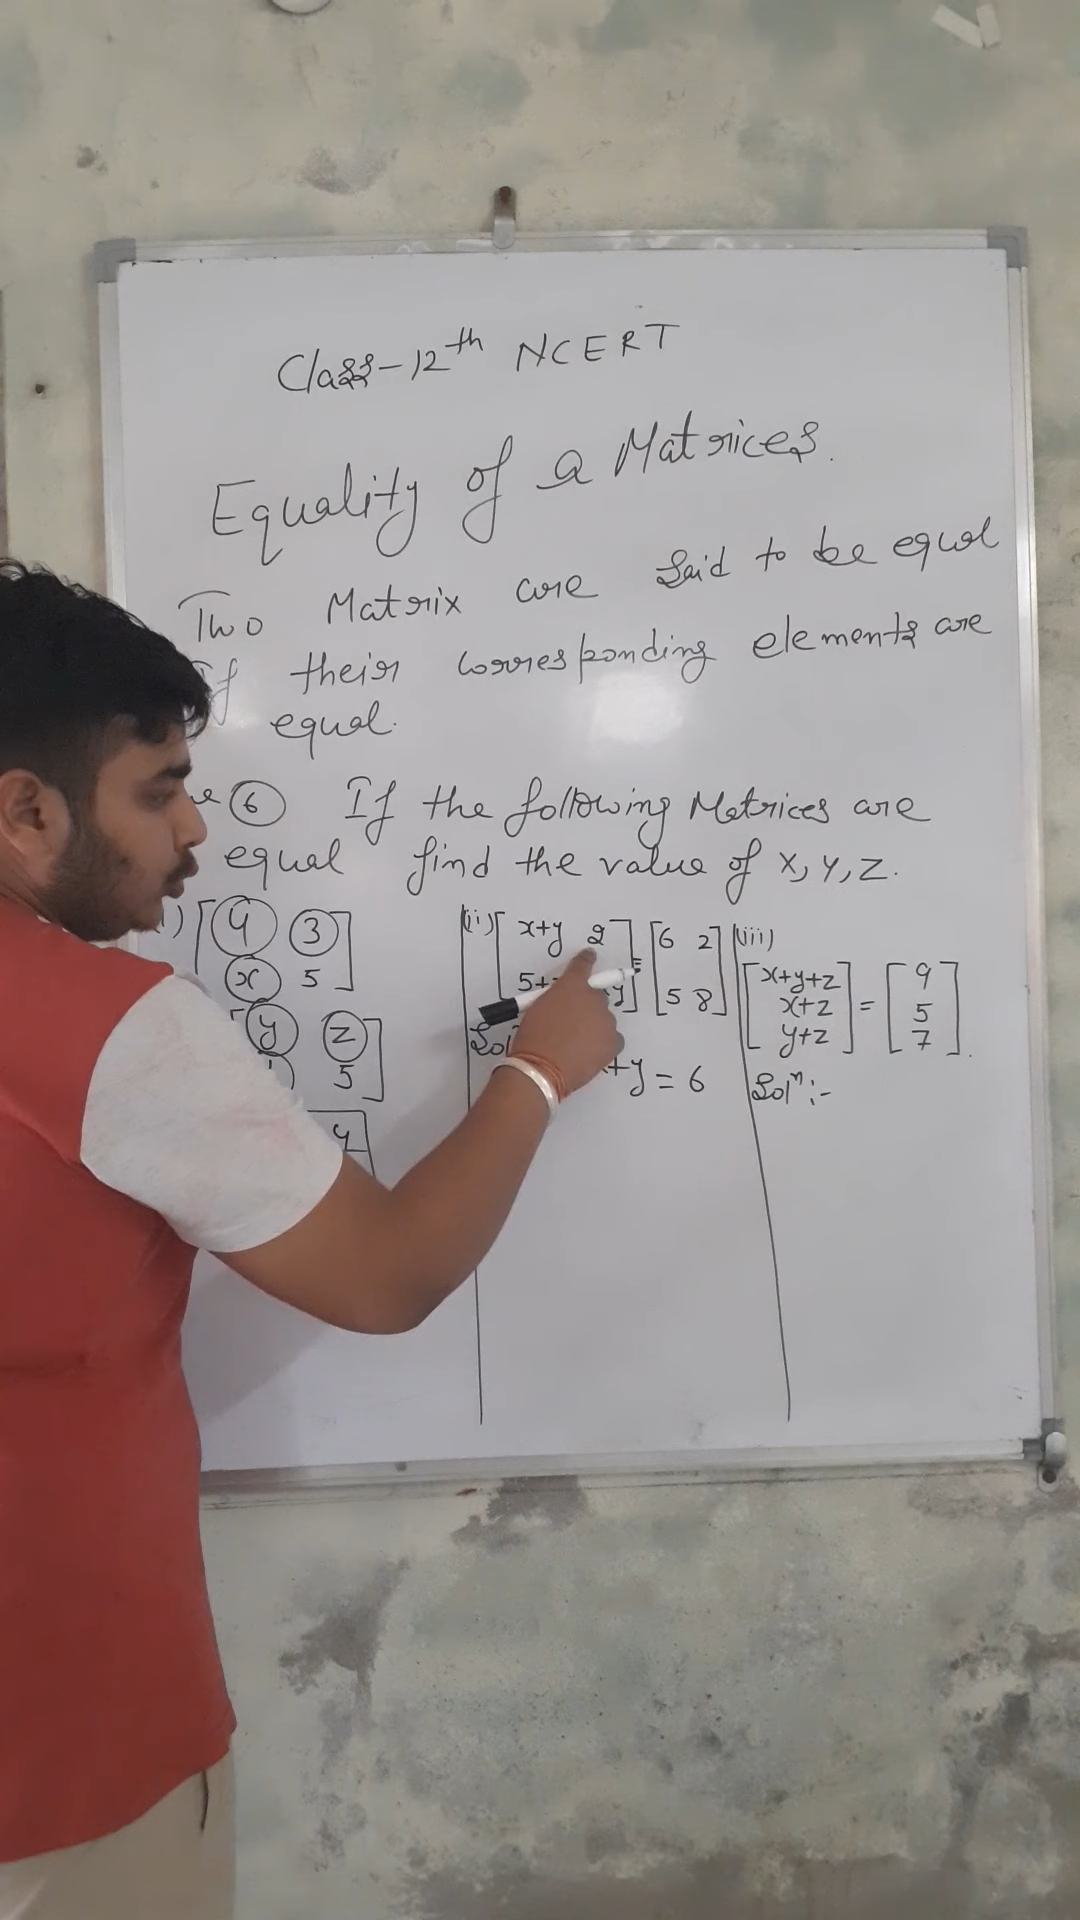 Class-12th NCERT
Equality of a Matrices.
Two Matrix are Said to be equal
If their corresponding elements are
equal.
6 If the following Matrices are
equal find the value of x, y, z.
[4 3
x 5]
[y z
5]
4
(ii) [x+y 2
5+ y] = [6 2
5 8]
Soln
+y = 6
(iii)
[x+y+z
x+z
y+z] = [9
5
7].
Soln:-